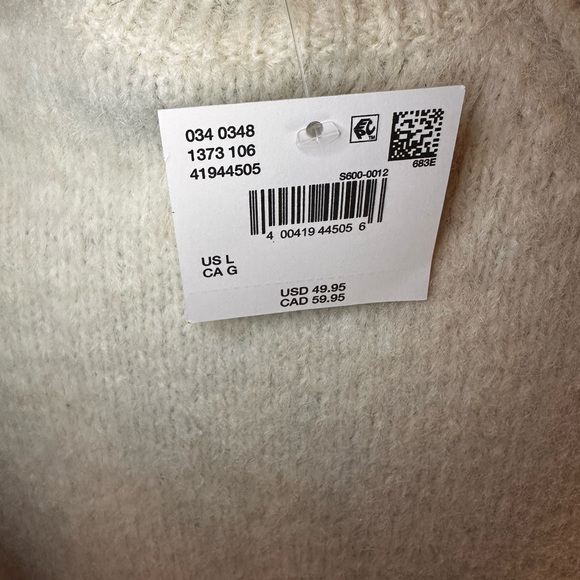 034 0348
1373 106
41944505
683E
S600-0012
4 00419 44505 6
US L
CA G
USD 49.95
CAD 59.95